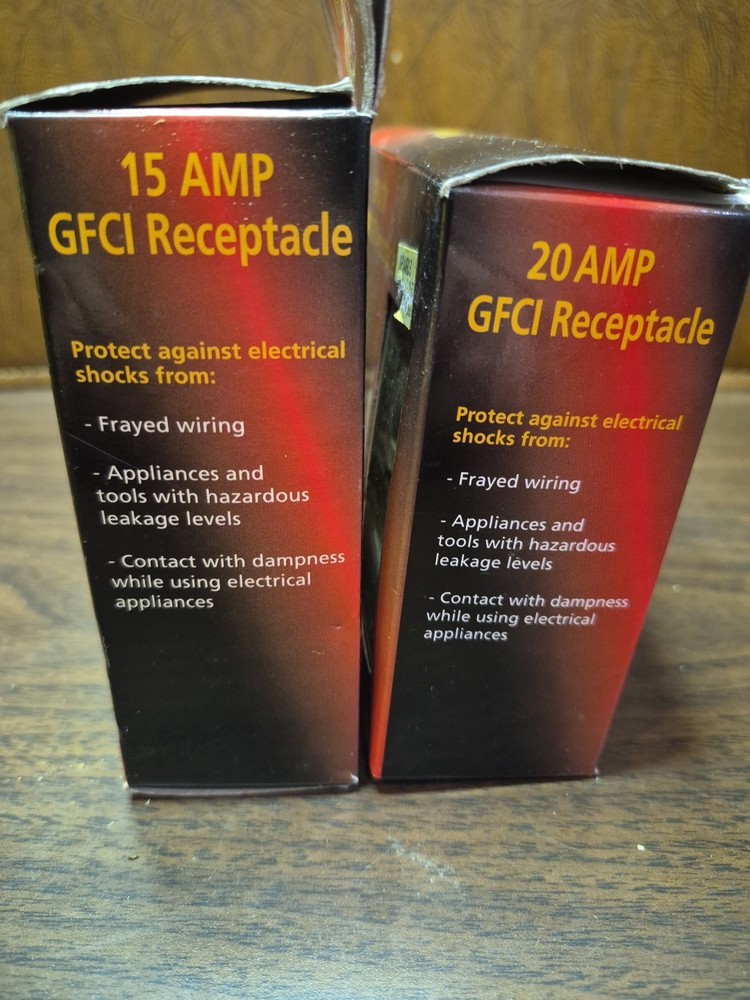 15 AMP
GFCI Receptacle
Protect against electrical
shocks from:
- Frayed wiring
- Appliances and
tools with hazardous
leakage levels
- Contact with dampness
while using electrical
appliances
20 AMP
GFCI Receptacle
Protect against electrical
shocks from:
- Frayed wiring
- Appliances and
tools with hazardous
leakage levels
- Contact with dampness
while using electrical
appliances